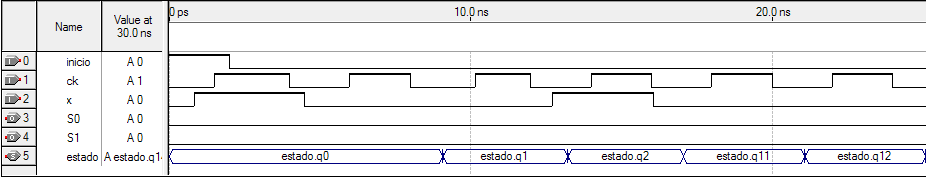 Name Value at 30.0 ns 0 ps 10.0 ns 20.0 ns
0 inicio A 0
1 ck A 1
2 x A 0
3 S0 A 0
4 S1 A 0
5 estado A estado.q1 estado.q0 estado.q1 estado.q2 estado.q11 estado.q12